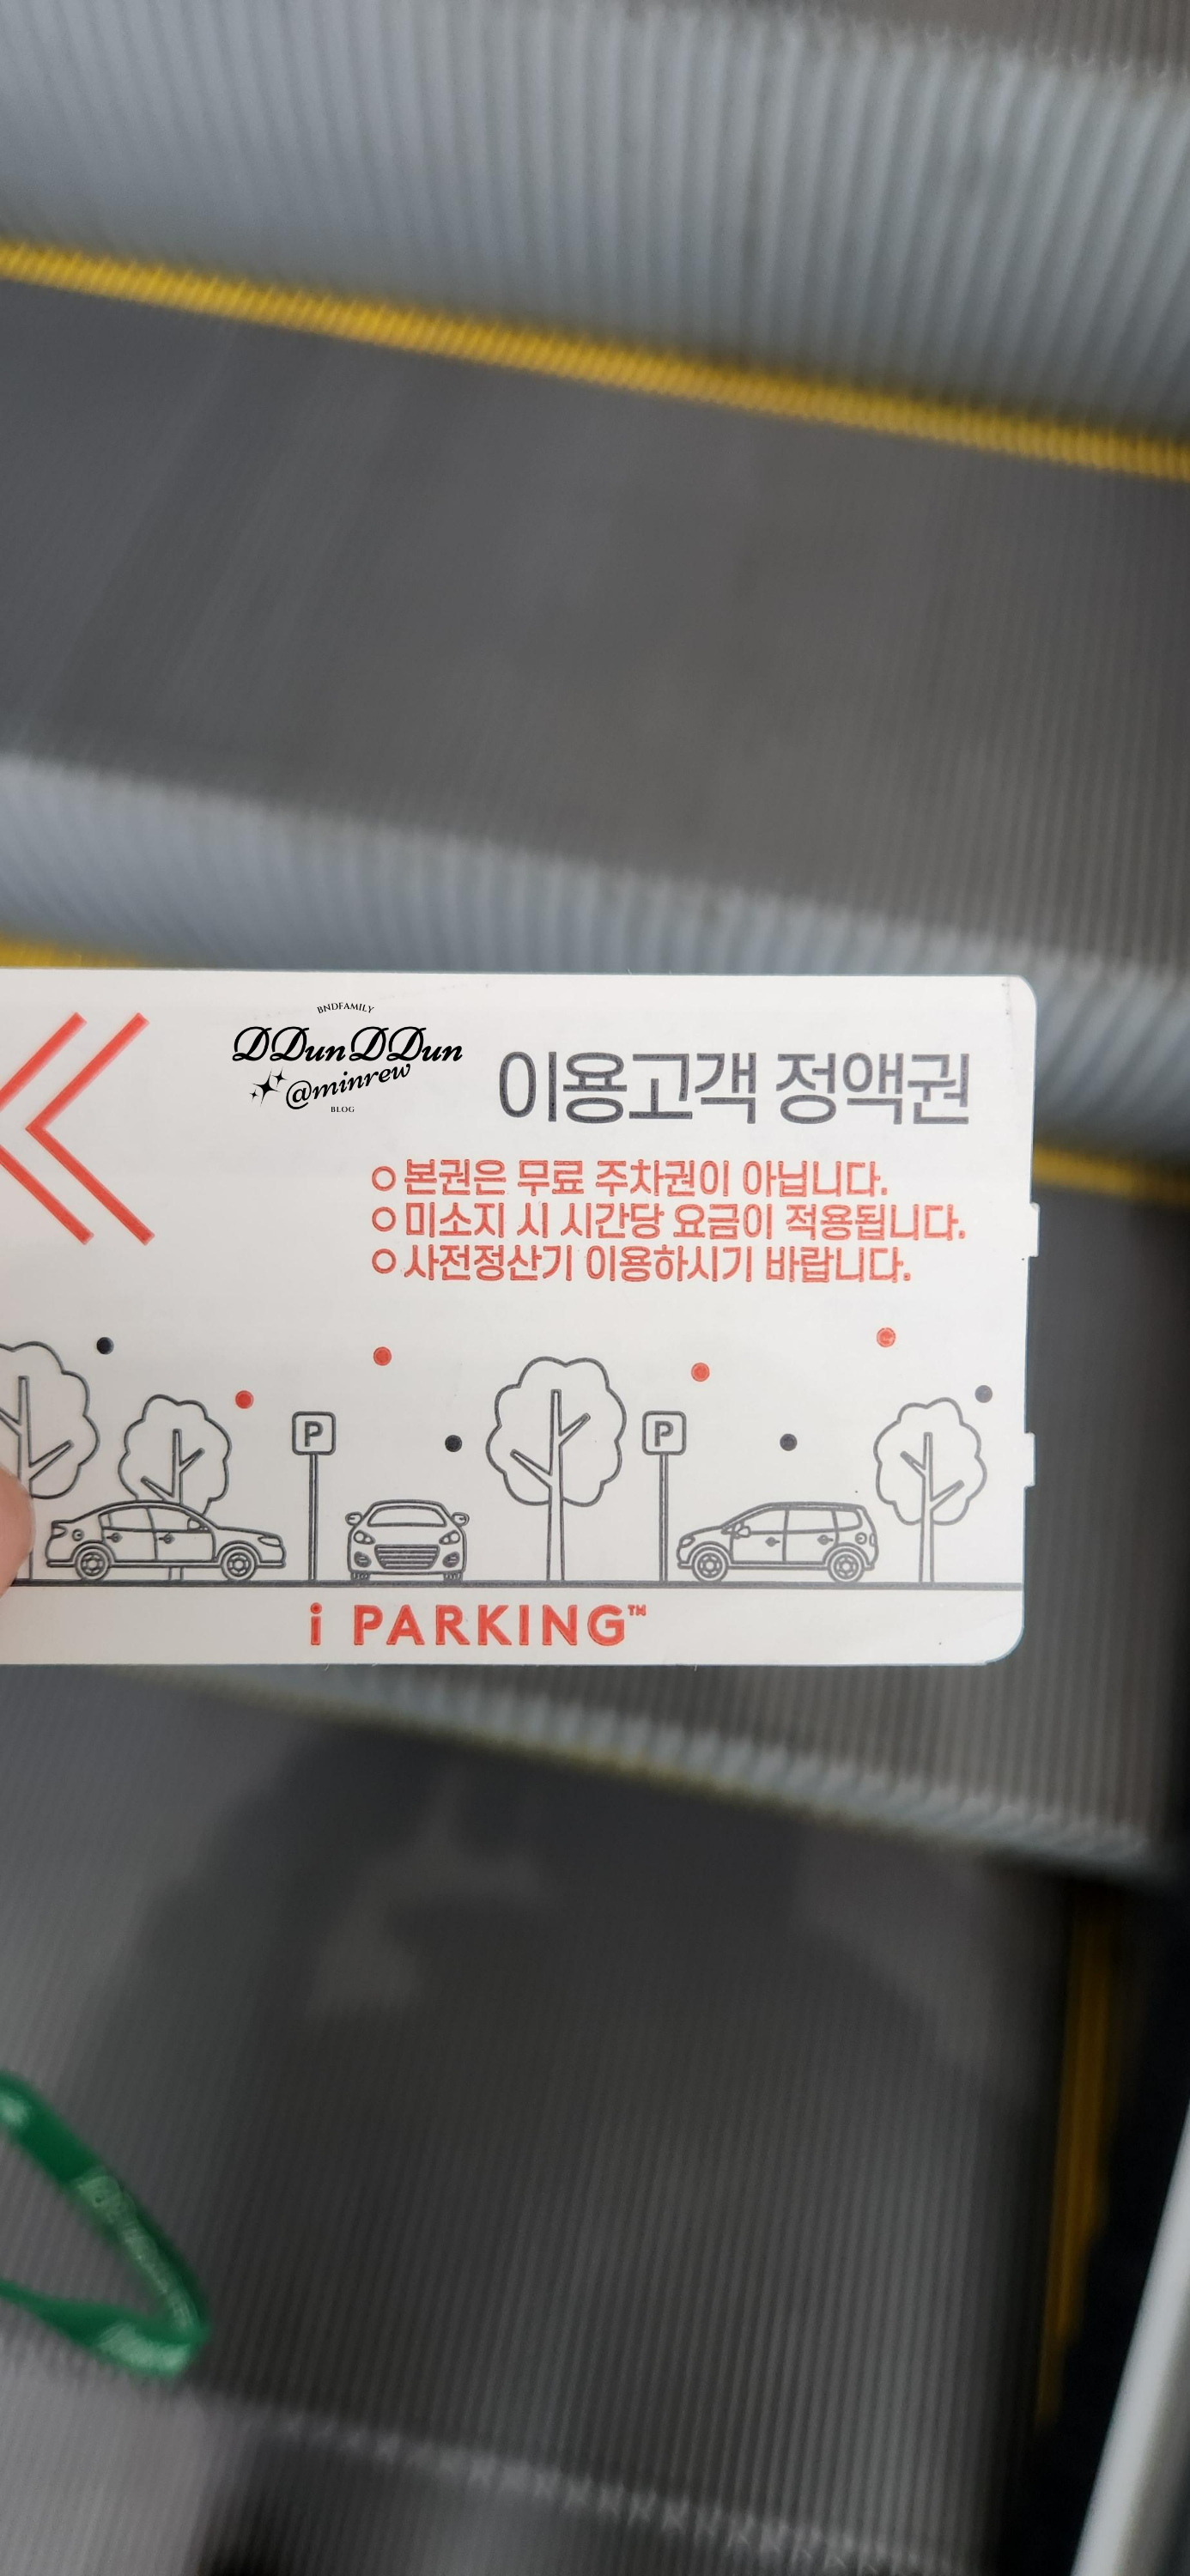 BNDFAMILY
DDunDDun
@minrew
BLOG
이용고객 정액권
○ 본권은 무료 주차권이 아닙니다.
○ 미소지 시 시간당 요금이 적용됩니다.
○ 사전정산기 이용하시기 바랍니다.
P
P
i PARKING™